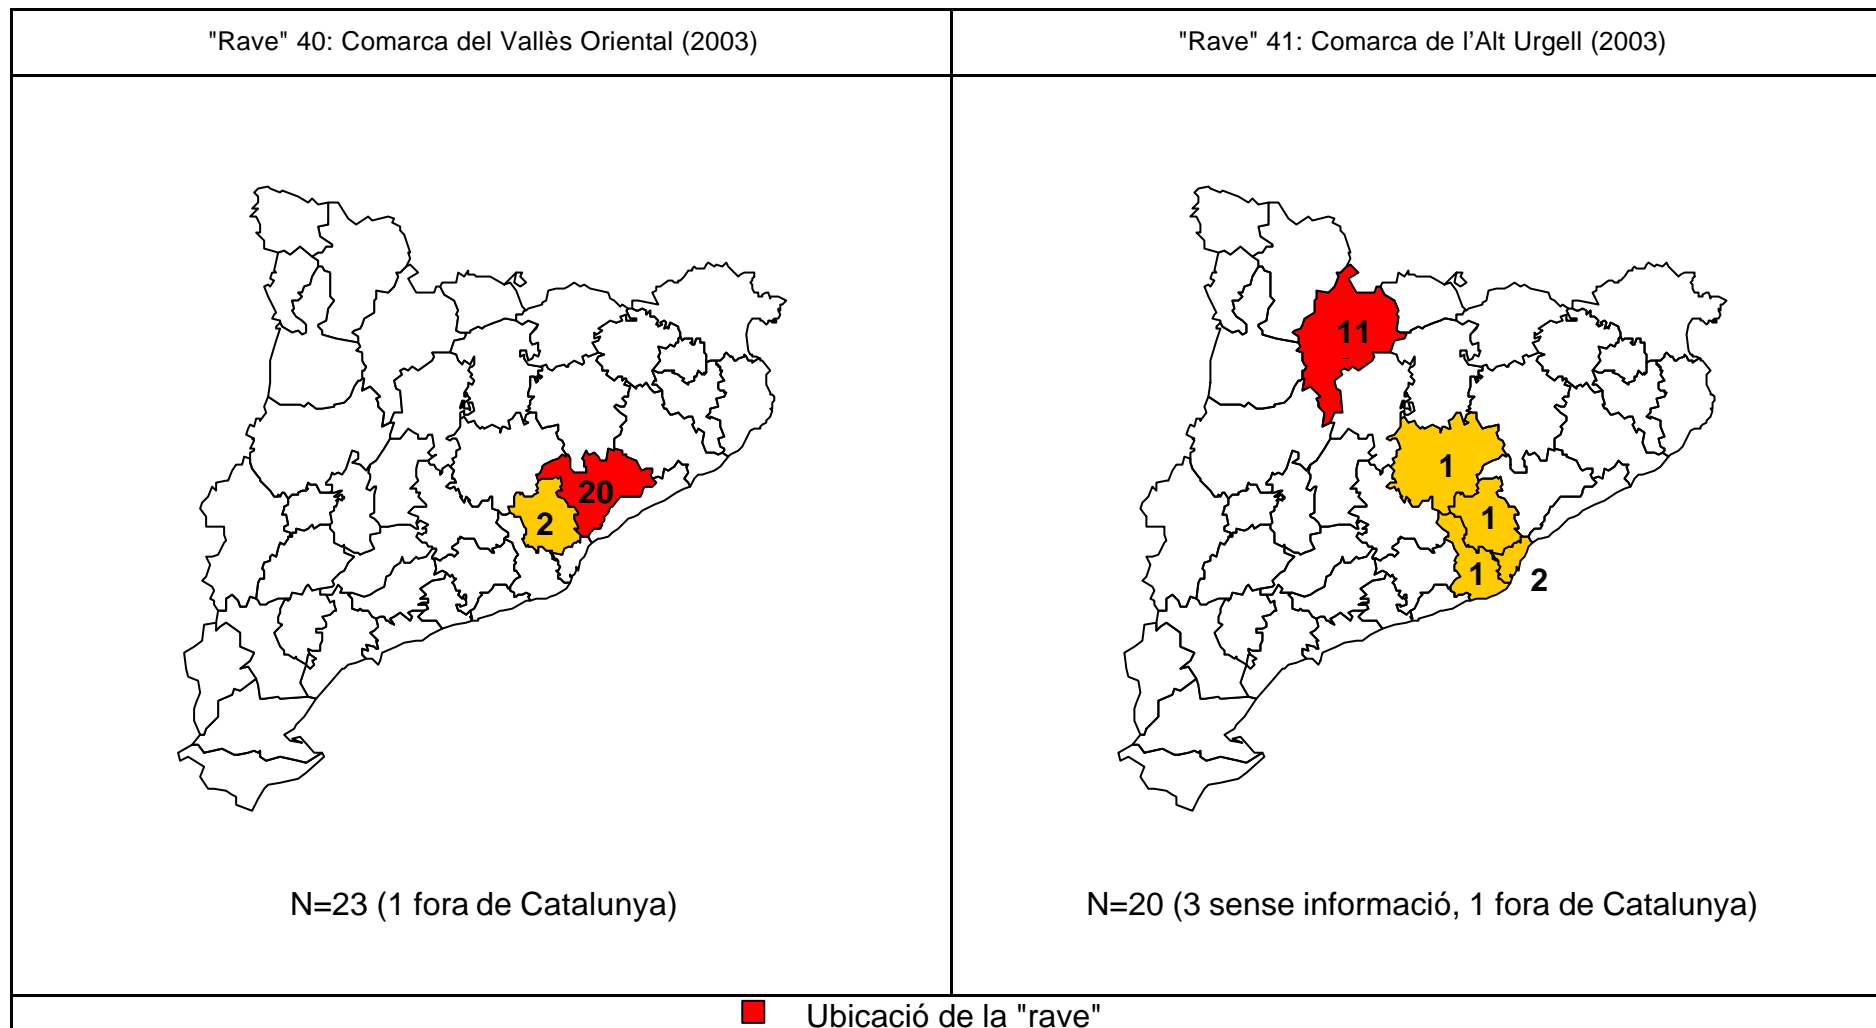 "Rave" 40: Comarca del Vallès Oriental (2003)
"Rave" 41: Comarca de l'Alt Urgell (2003)
20
2
11
1
1
1
2
N=23 (1 fora de Catalunya)
N=20 (3 sense informació, 1 fora de Catalunya)
Ubicació de la "rave"